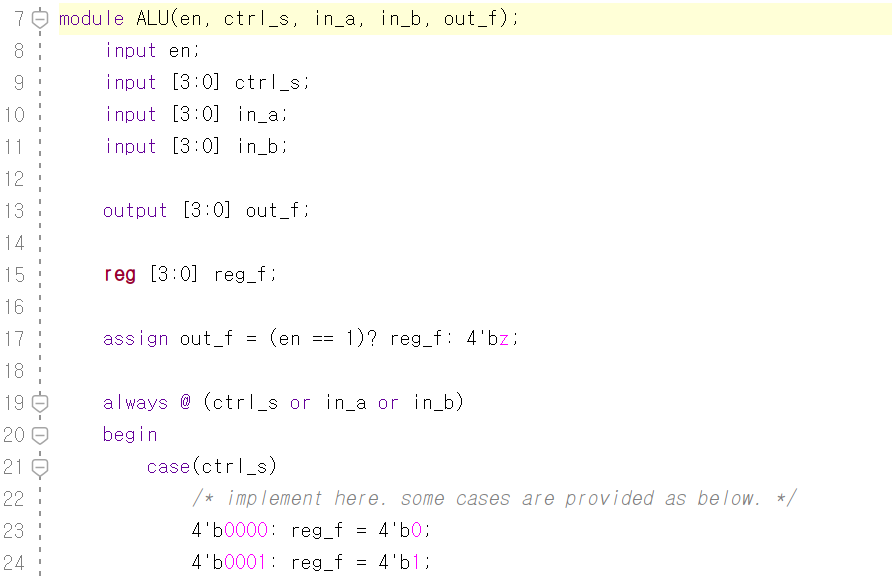 7 module ALU(en, ctrl_s, in_a, in_b, out_f);
8 input en;
9 input [3:0] ctrl_s;
10 input [3:0] in_a;
11 input [3:0] in_b;
12
13 output [3:0] out_f;
14
15 reg [3:0] reg_f;
16
17 assign out_f = (en == 1)? reg_f: 4'bz;
18
19 always @ (ctrl_s or in_a or in_b)
20 begin
21 case(ctrl_s)
22 /* implement here. some cases are provided as below. */
23 4'b0000: reg_f = 4'b0;
24 4'b0001: reg_f = 4'b1;